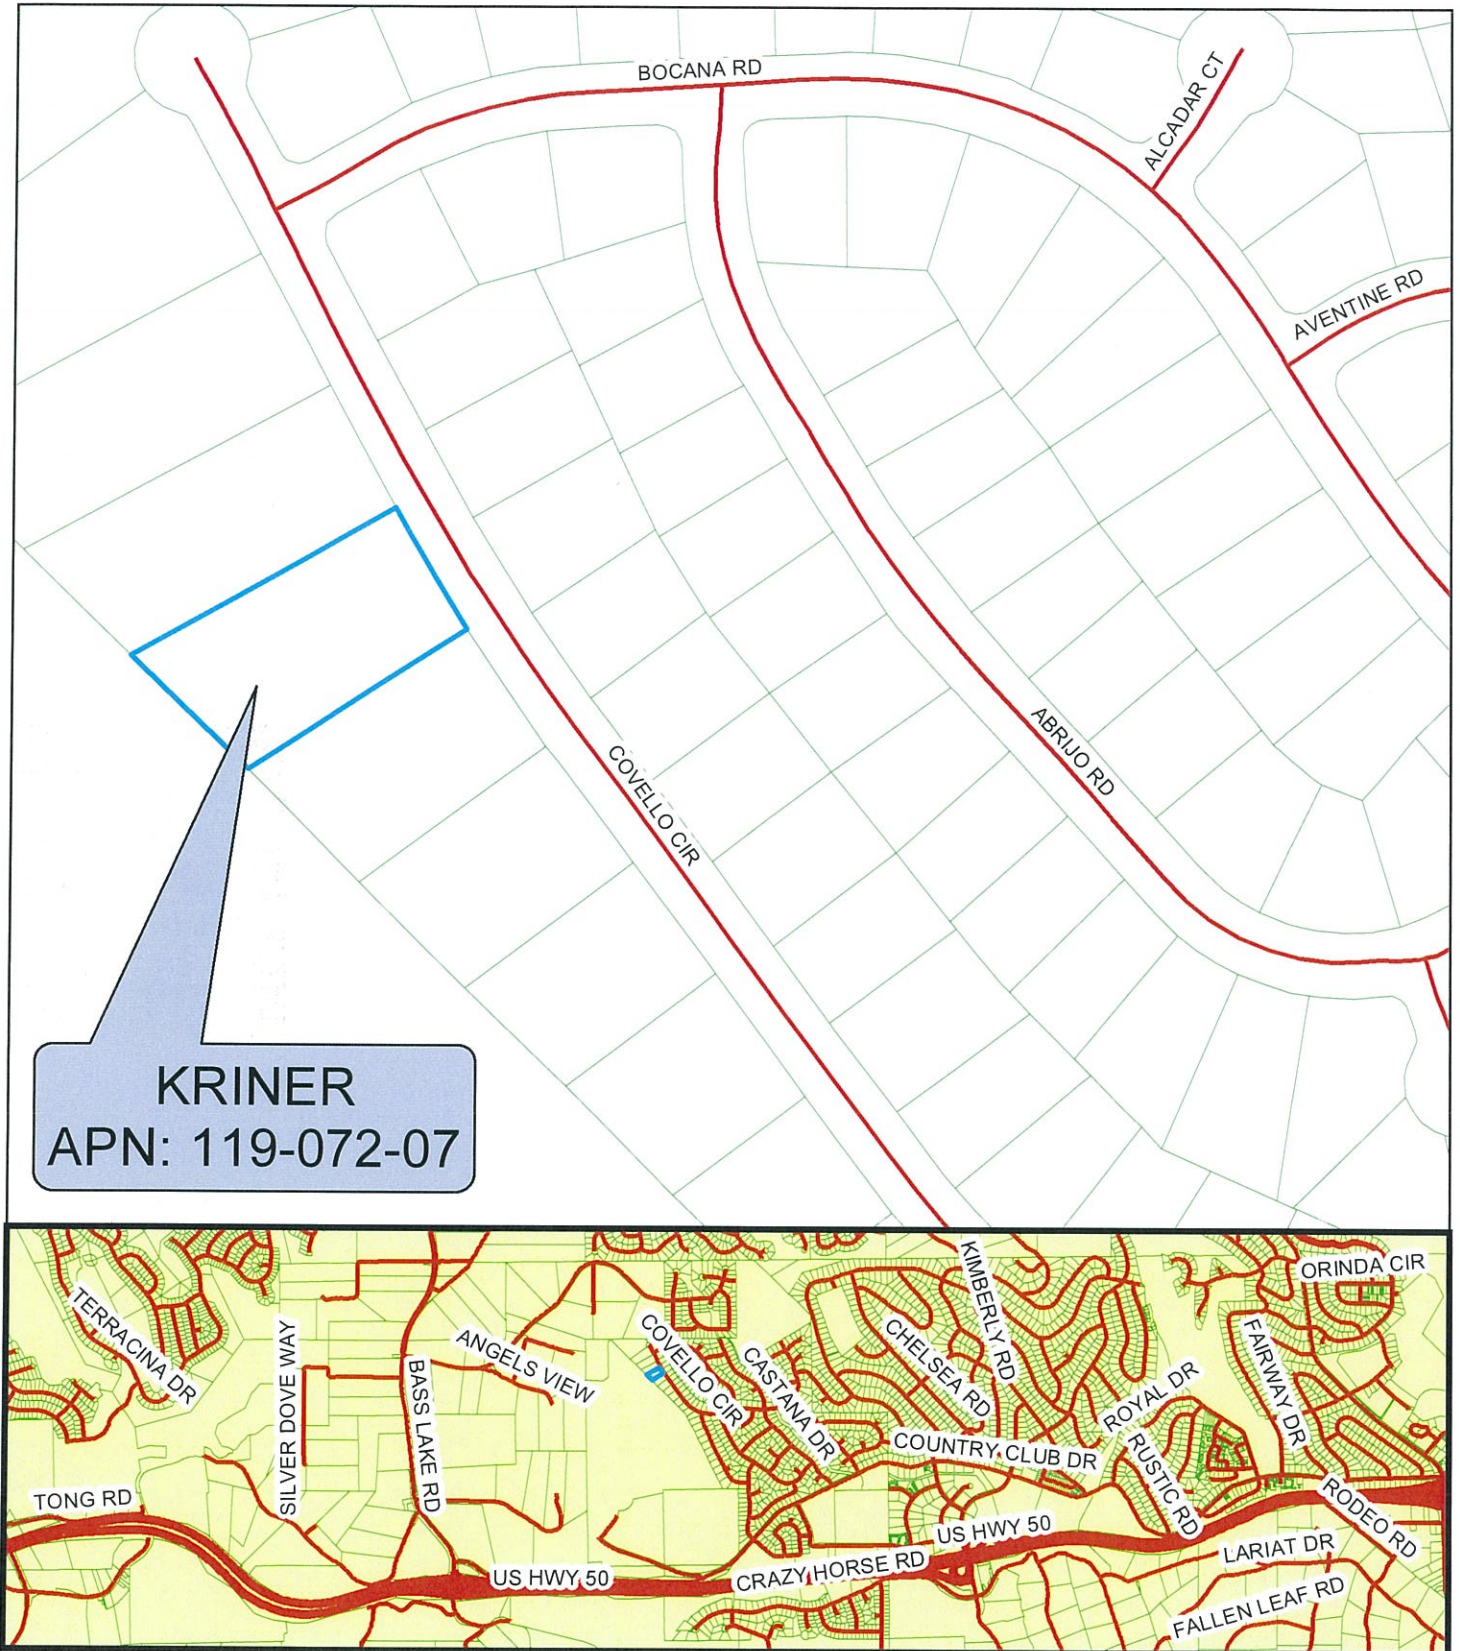 BOCANA RD
ALCADAR CT
AVENTINE RD
ABRIJO RD
COVELLO CIR
KRINER
APN: 119-072-07
TERRACINA DR
SILVER DOVE WAY
BASS LAKE RD
ANGELS VIEW
COVELLO CIR
CASTANA DR
CHELSEA RD
KIMBERLY RD
ORINDA CIR
FAIRWAY DR
ROYAL DR
COUNTRY CLUB DR
RUSTIC RD
RODEO RD
TONG RD
US HWY 50
US HWY 50
CRAZY HORSE RD
LARIAT DR
FALLEN LEAF RD